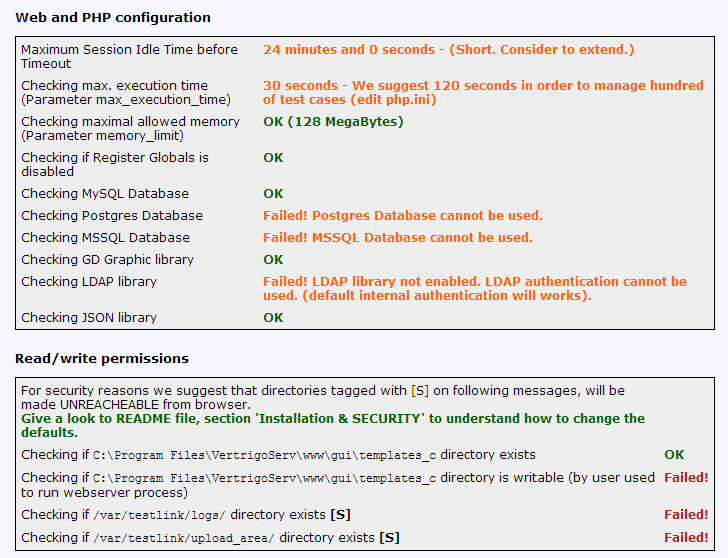 Web and PHP configuration
Maximum Session Idle Time before 24 minutes and 0 seconds - (Short. Consider to extend.)
Timeout
Checking max. execution time 30 seconds - We suggest 120 seconds in order to manage hundred
(Parameter max_execution_time) of test cases (edit php.ini)
Checking maximal allowed memory OK (128 MegaBytes)
(Parameter memory_limit)
Checking if Register Globals is OK
disabled
Checking MySQL Database OK
Checking Postgres Database Failed! Postgres Database cannot be used.
Checking MSSQL Database Failed! MSSQL Database cannot be used.
Checking GD Graphic library OK
Checking LDAP library Failed! LDAP library not enabled. LDAP authentication cannot be
used. (default internal authentication will works).
Checking JSON library OK
Read/write permissions
For security reasons we suggest that directories tagged with [S] on following messages, will be
made UNREACHEABLE from browser.
Give a look to README file, section 'Installation & SECURITY' to understand how to change the
defaults.
Checking if C:\Program Files\VertrigoServ\www\gui\templates_c directory exists OK
Checking if C:\Program Files\VertrigoServ\www\gui\templates_c directory is writable (by user used Failed!
to run webserver process)
Checking if /var/testlink/logs/ directory exists [S] Failed!
Checking if /var/testlink/upload_area/ directory exists [S] Failed!